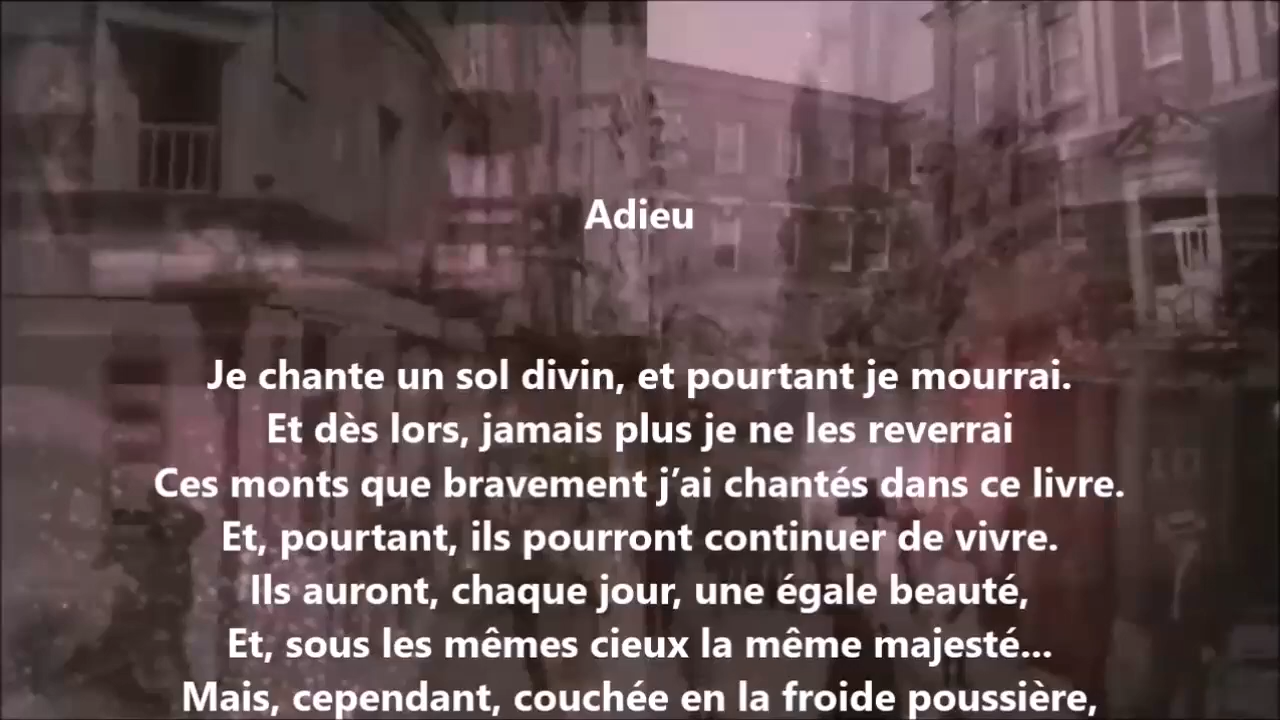 Adieu
Je chante un sol divin, et pourtant je mourrai.
Et dès lors, jamais plus je ne les reverrai
Ces monts que bravement j’ai chantés dans ce livre.
Et, pourtant, ils pourront continuer de vivre.
Ils auront, chaque jour, une égale beauté,
Et, sous les mêmes cieux la même majesté...
Mais, cependant, couchée en la froide poussière,